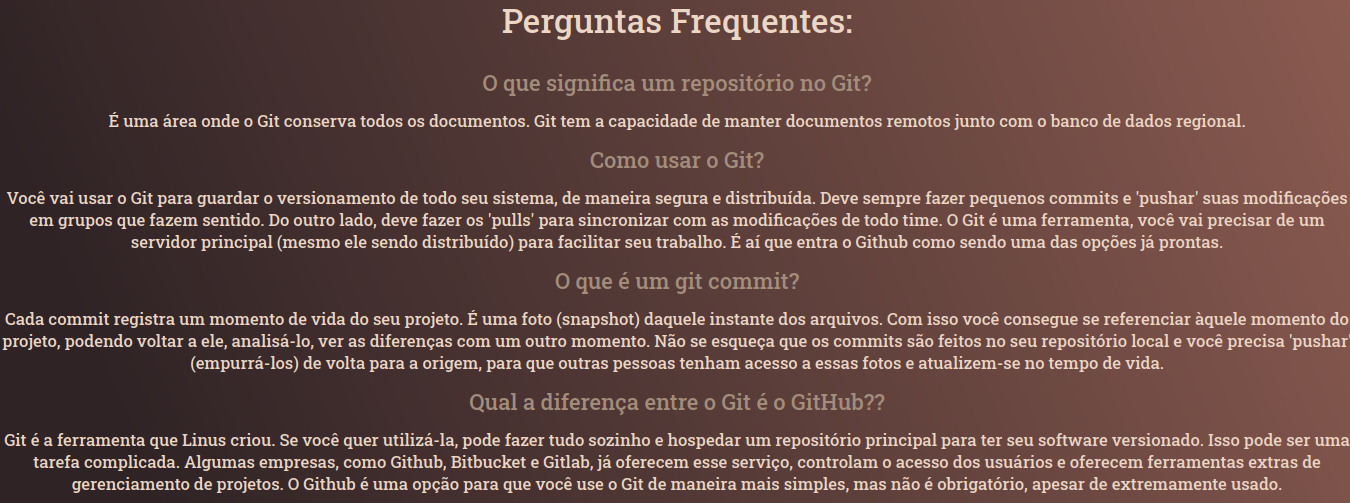 Perguntas Frequentes:
O que significa um repositório no Git?
É uma área onde o Git conserva todos os documentos. Git tem a capacidade de manter documentos remotos junto com o banco de dados regional.
Como usar o Git?
Você vai usar o Git para guardar o versionamento de todo seu sistema, de maneira segura e distribuída. Deve sempre fazer pequenos commits e 'pushar' suas modificações
em grupos que fazem sentido. Do outro lado, deve fazer os 'pulls' para sincronizar com as modificações de todo time. O Git é uma ferramenta, você vai precisar de um
servidor principal (mesmo ele sendo distribuído) para facilitar seu trabalho. É aí que entra o Github como sendo uma das opções já prontas.
O que é um git commit?
Cada commit registra um momento de vida do seu projeto. É uma foto (snapshot) daquele instante dos arquivos. Com isso você consegue se referenciar àquele momento do
projeto, podendo voltar a ele, analisá-lo, ver as diferenças com um outro momento. Não se esqueça que os commits são feitos no seu repositório local e você precisa 'pushar'
(empurrá-los) de volta para a origem, para que outras pessoas tenham acesso a essas fotos e atualizem-se no tempo de vida.
Qual a diferença entre o Git é o GitHub??
Git é a ferramenta que Linus criou. Se você quer utilizá-la, pode fazer tudo sozinho e hospedar um repositório principal para ter seu software versionado. Isso pode ser uma
tarefa complicada. Algumas empresas, como Github, Bitbucket e Gitlab, já oferecem esse serviço, controlam o acesso dos usuários e oferecem ferramentas extras de
gerenciamento de projetos. O Github é uma opção para que você use o Git de maneira mais simples, mas não é obrigatório, apesar de extremamente usado.